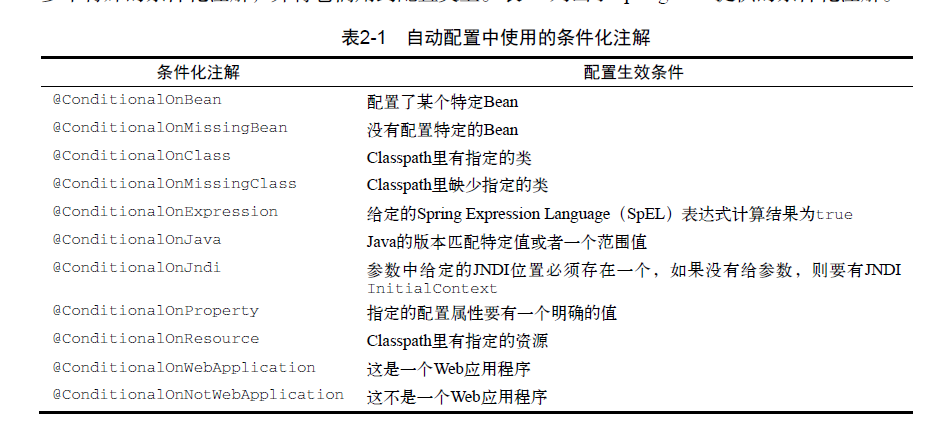 表2-1 自动配置中使用的条件化注解
条件化注解 配置生效条件
@ConditionalOnBean 配置了某个特定Bean
@ConditionalOnMissingBean 没有配置特定的Bean
@ConditionalOnClass Classpath里有指定的类
@ConditionalOnMissingClass Classpath里缺少指定的类
@ConditionalOnExpression 给定的Spring Expression Language（SpEL）表达式计算结果为true
@ConditionalOnJava Java的版本匹配特定值或者一个范围值
@ConditionalOnJndi 参数中给定的JNDI位置必须存在一个，如果没有给参数，则要有JNDI
InitialContext
@ConditionalOnProperty 指定的配置属性要有一个明确的值
@ConditionalOnResource Classpath里有指定的资源
@ConditionalOnWebApplication 这是一个Web应用程序
@ConditionalOnNotWebApplication 这不是一个Web应用程序